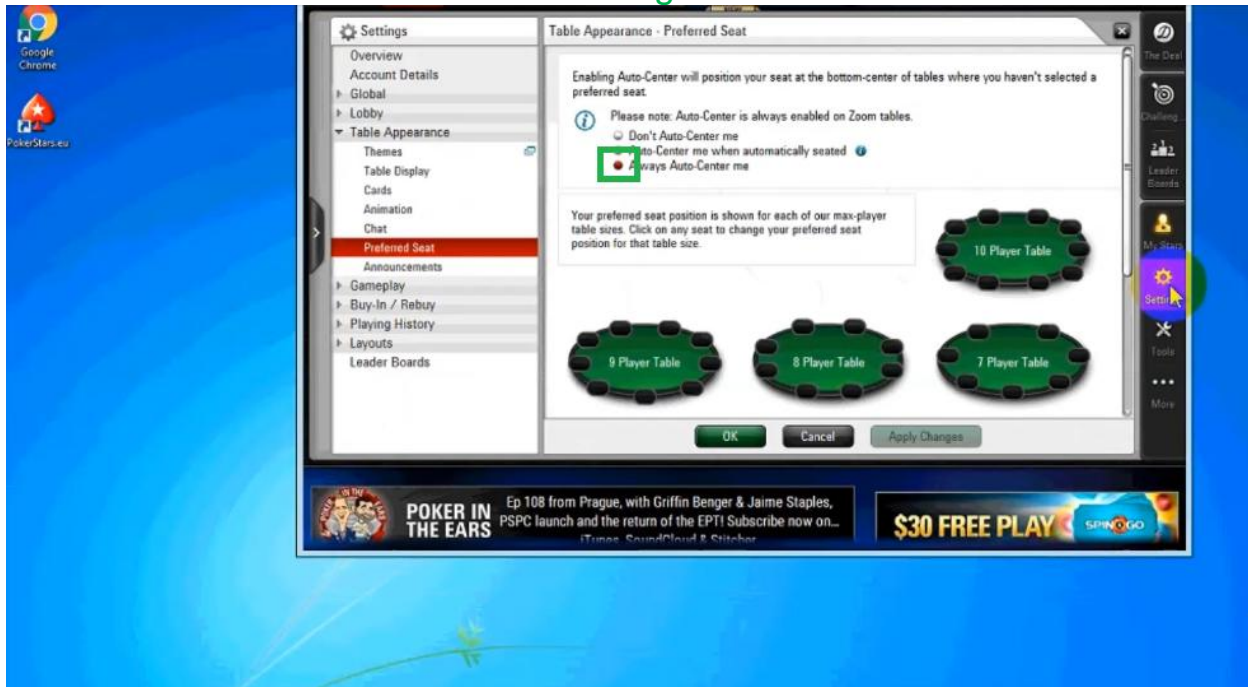 Google
Chrome
PokerStars.eu
Settings
Overview
Account Details
Global
Lobby
Table Appearance
Themes
Table Display
Cards
Animation
Chat
Preferred Seat
Announcements
Gameplay
Buy-In / Rebuy
Playing History
Layouts
Leader Boards
Table Appearance - Preferred Seat
Enabling Auto-Center will position your seat at the bottom-center of tables where you haven't selected a
preferred seat.
Please note: Auto-Center is always enabled on Zoom tables.
Don't Auto-Center me
Auto-Center me when automatically seated
Always Auto-Center me
Your preferred seat position is shown for each of our max-player
table sizes. Click on any seat to change your preferred seat
position for that table size.
10 Player Table
9 Player Table
8 Player Table
7 Player Table
OK
Cancel
Apply Changes
The Deal
Challeng...
Leader
Boards
My Stars
Tools
More
POKER IN
THE EARS
Ep 108 from Prague, with Griffin Benger & Jaime Staples,
PSPC launch and the return of the EPT! Subscribe now on...
iTunes, SoundCloud & Stitcher
$30 FREE PLAY
SPIN & GO